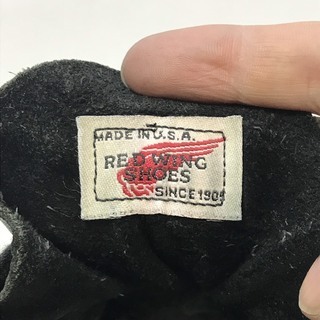 MADE IN U.S.A.
RED WING
SHOES
SINCE 1905